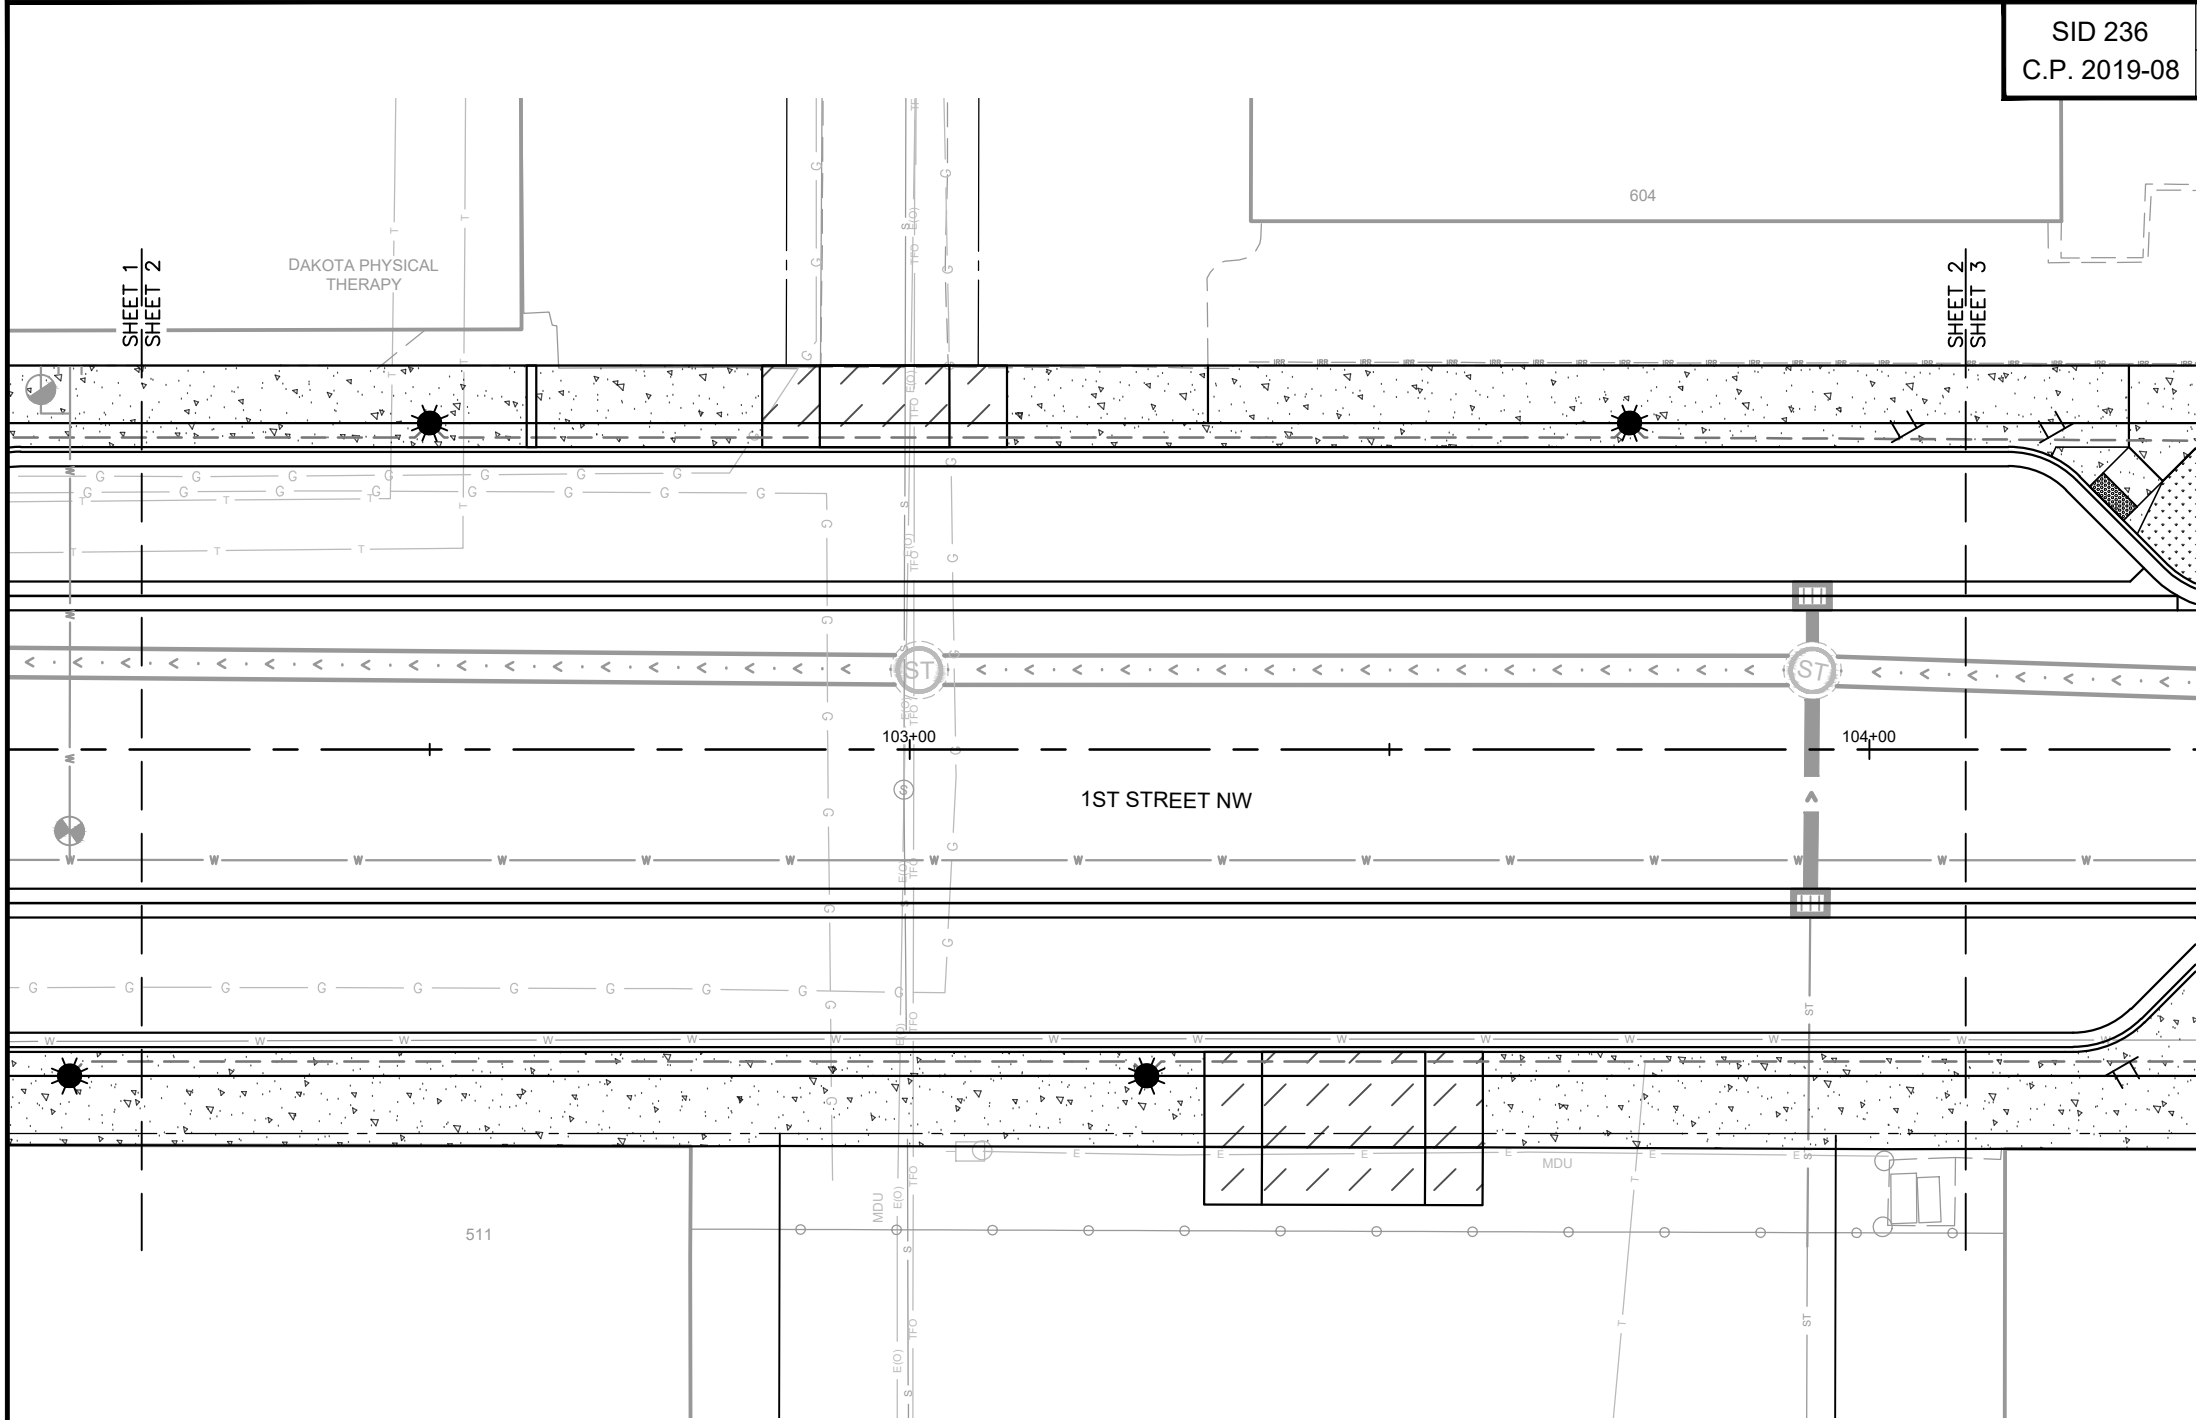 SID 236
C.P. 2019-08
604
DAKOTA PHYSICAL
THERAPY
SHEET 1
SHEET 2
SHEET 2
SHEET 3
ST
ST
103+00
104+00
S
1ST STREET NW
MDU
MDU
511